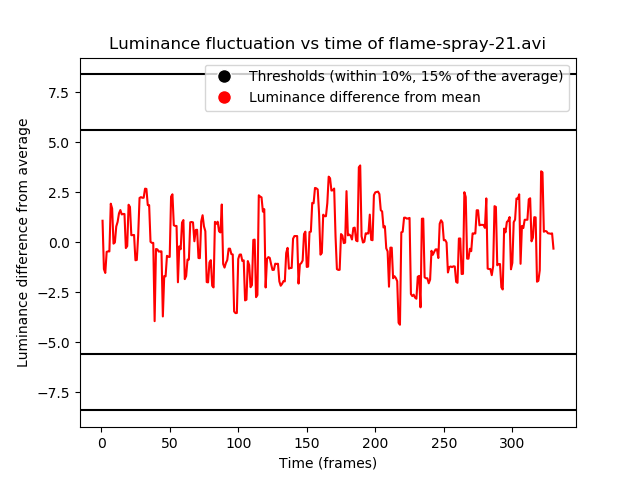 Luminance fluctuation vs time of flame-spray-21.avi
Thresholds (within 10%, 15% of the average)
Luminance difference from mean
Luminance difference from average
7.5
5.0
2.5
0.0
−2.5
−5.0
−7.5
0 50 100 150 200 250 300
Time (frames)